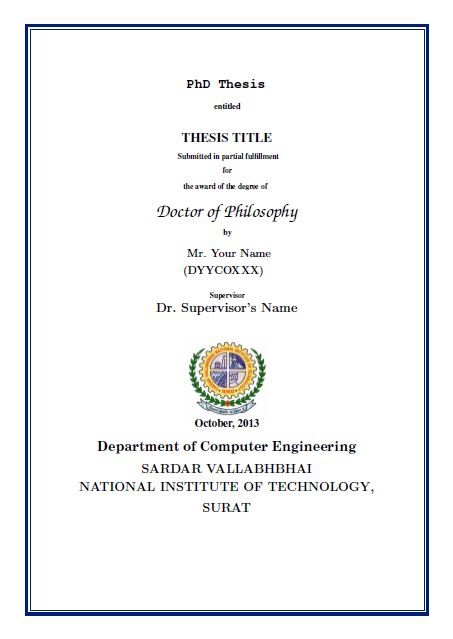 PhD Thesis
entitled
THESIS TITLE
Submitted in partial fulfillment
for
the award of the degree of
Doctor of Philosophy
by
Mr. Your Name
(DYYCOXXX)
Supervisor
Dr. Supervisor's Name
October, 2013
Department of Computer Engineering
SARDAR VALLABHBHAI
NATIONAL INSTITUTE OF TECHNOLOGY,
SURAT